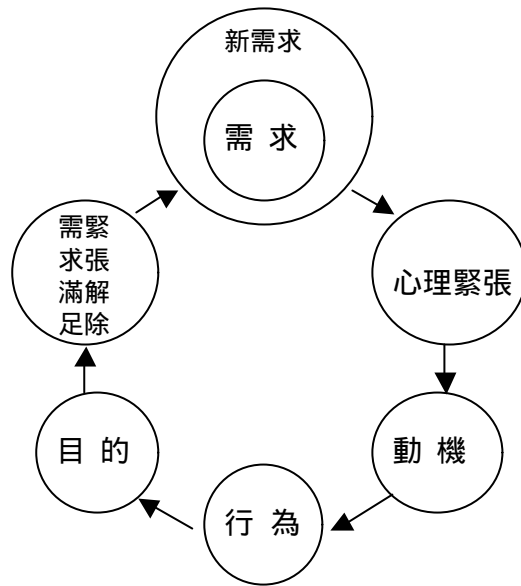 新需求
需 求
心理緊張
動 機
行 為
目 的
需緊
求張
滿解
足除